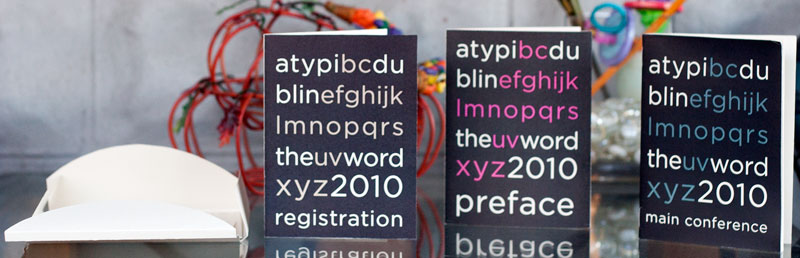 atypibcdu
blinefghijk
lmnopqrs
theuvword
xyz2010
registration
atypibcdu
blinefghijk
lmnopqrs
theuvword
xyz2010
preface
atypibcdu
blinefghijk
lmnopqrs
theuvword
xyz2010
main conference